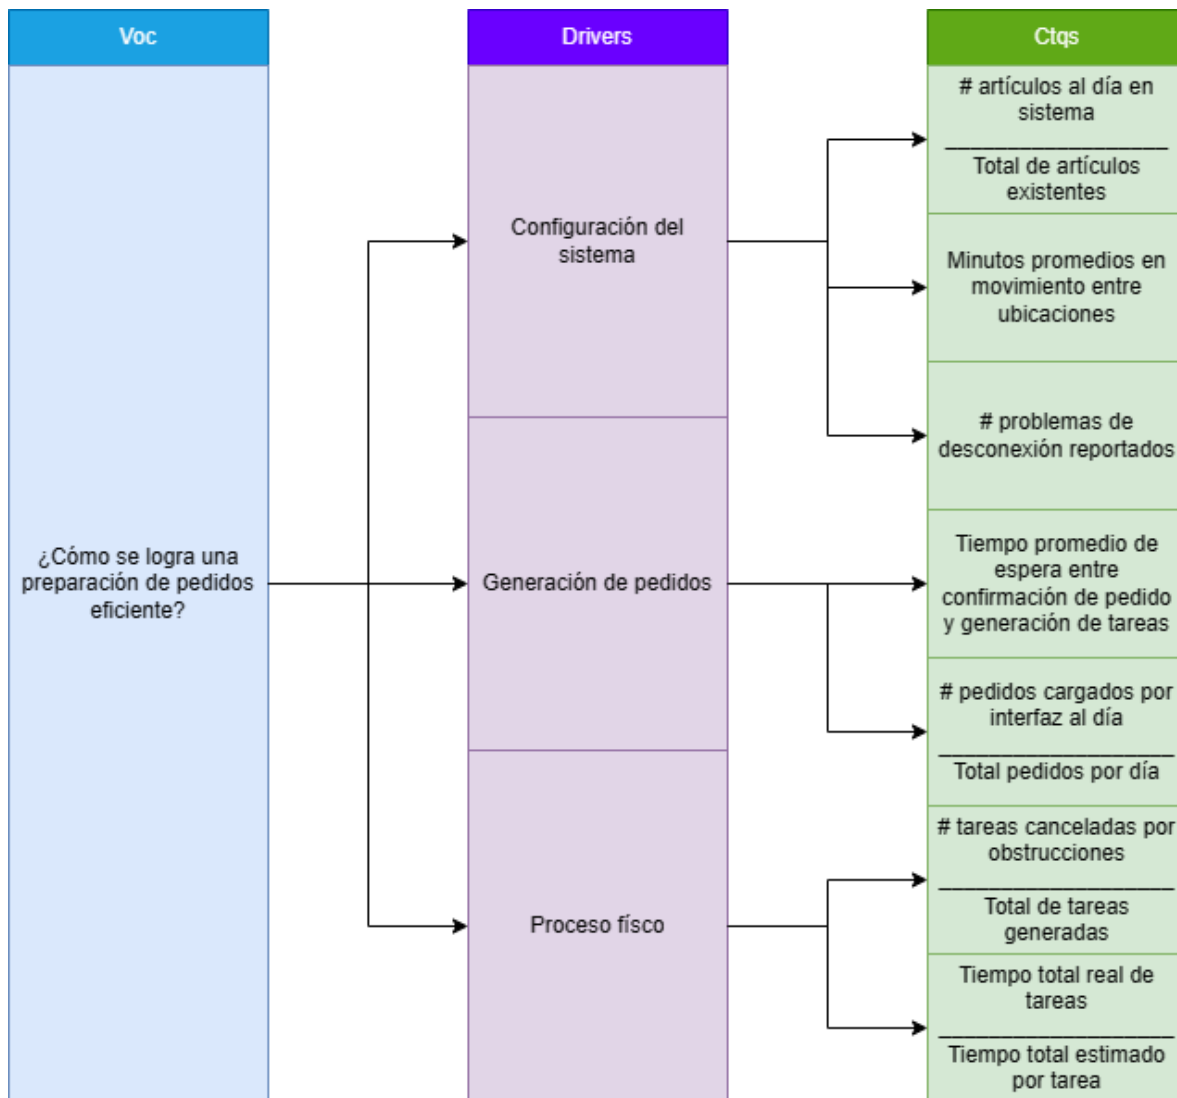 Voc
Drivers
Ctqs
¿Cómo se logra una
preparación de pedidos
eficiente?
Configuración del
sistema
Generación de pedidos
Proceso físco
# artículos al día en
sistema
___________________
Total de artículos
existentes
Minutos promedios en
movimiento entre
ubicaciones
# problemas de
desconexión reportados
Tiempo promedio de
espera entre
confirmación de pedido
y generación de tareas
# pedidos cargados por
interfaz al día
____________________
Total pedidos por día
# tareas canceladas por
obstrucciones
____________________
Total de tareas
generadas
Tiempo total real de
tareas
____________________
Tiempo total estimado
por tarea